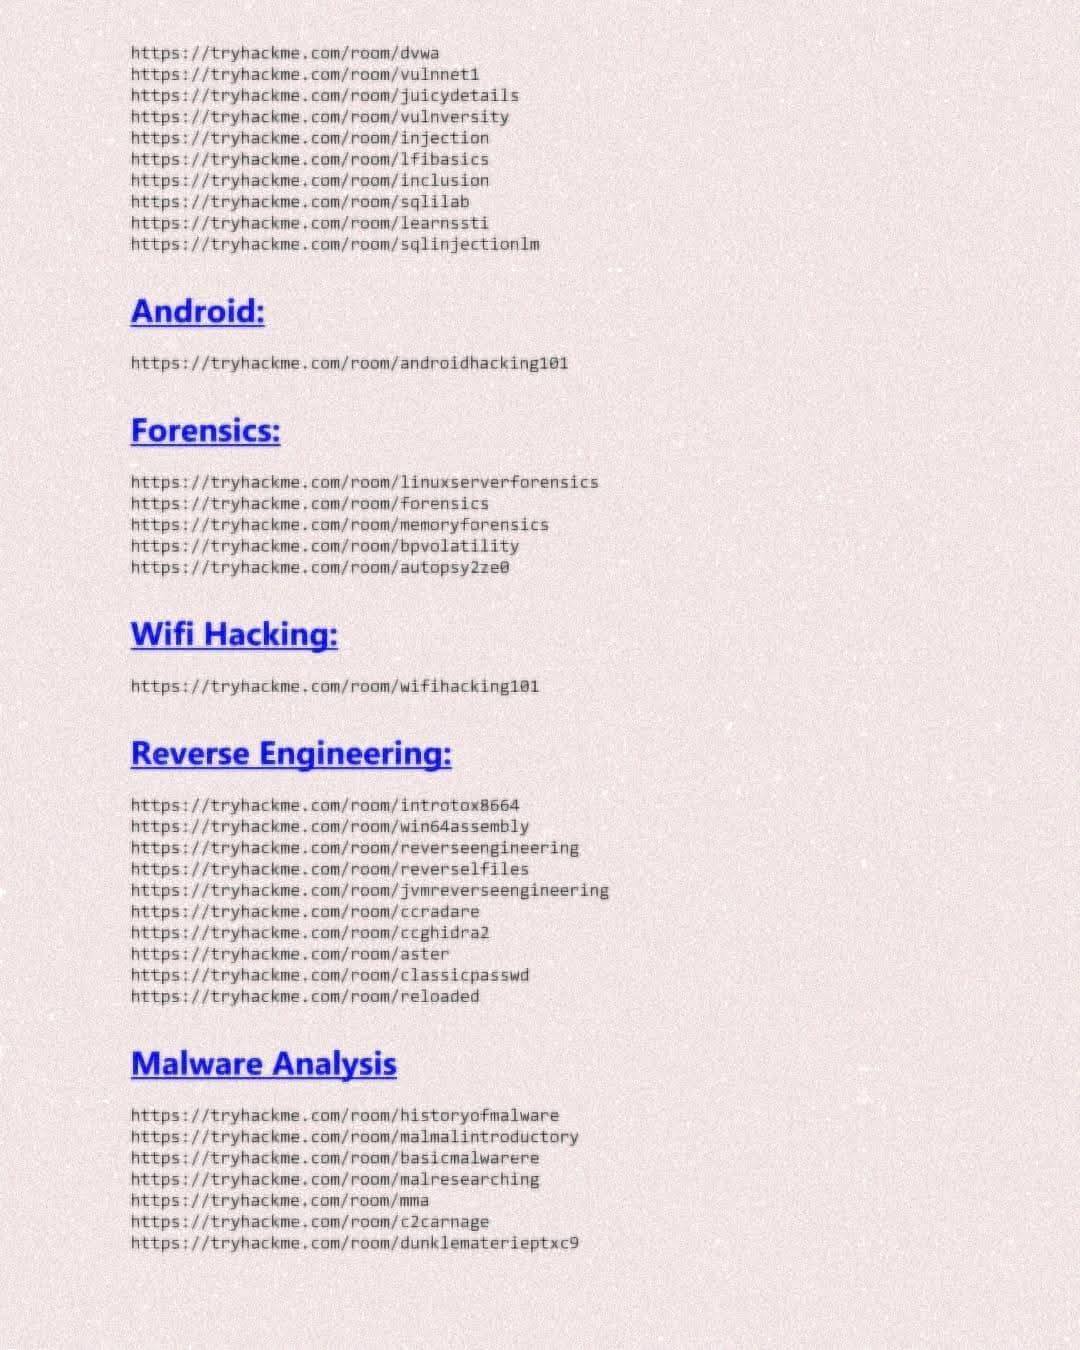 https://tryhackme.com/room/dvwa
https://tryhackme.com/room/vulnnet1
https://tryhackme.com/room/juicydetails
https://tryhackme.com/room/vulnversity
https://tryhackme.com/room/injection
https://tryhackme.com/room/lfibasics
https://tryhackme.com/room/inclusion
https://tryhackme.com/room/sqlilab
https://tryhackme.com/room/learnssti
https://tryhackme.com/room/sqlinjectionlm
Android:
https://tryhackme.com/room/androidhacking101
Forensics:
https://tryhackme.com/room/linuxserverforensics
https://tryhackme.com/room/forensics
https://tryhackme.com/room/memoryforensics
https://tryhackme.com/room/bpvolatility
https://tryhackme.com/room/autopsy2ze0
Wifi Hacking:
https://tryhackme.com/room/wifihacking101
Reverse Engineering:
https://tryhackme.com/room/introtox8664
https://tryhackme.com/room/win64assembly
https://tryhackme.com/room/reverseengineering
https://tryhackme.com/room/reverselfiles
https://tryhackme.com/room/jvmreverseengineering
https://tryhackme.com/room/ccradare
https://tryhackme.com/room/ccghidra2
https://tryhackme.com/room/aster
https://tryhackme.com/room/classicpasswd
https://tryhackme.com/room/reloaded
Malware Analysis
https://tryhackme.com/room/historyofmalware
https://tryhackme.com/room/malmalintroductory
https://tryhackme.com/room/basicmalwarere
https://tryhackme.com/room/malresearching
https://tryhackme.com/room/mma
https://tryhackme.com/room/c2carnage
https://tryhackme.com/room/dunklematerieptxc9